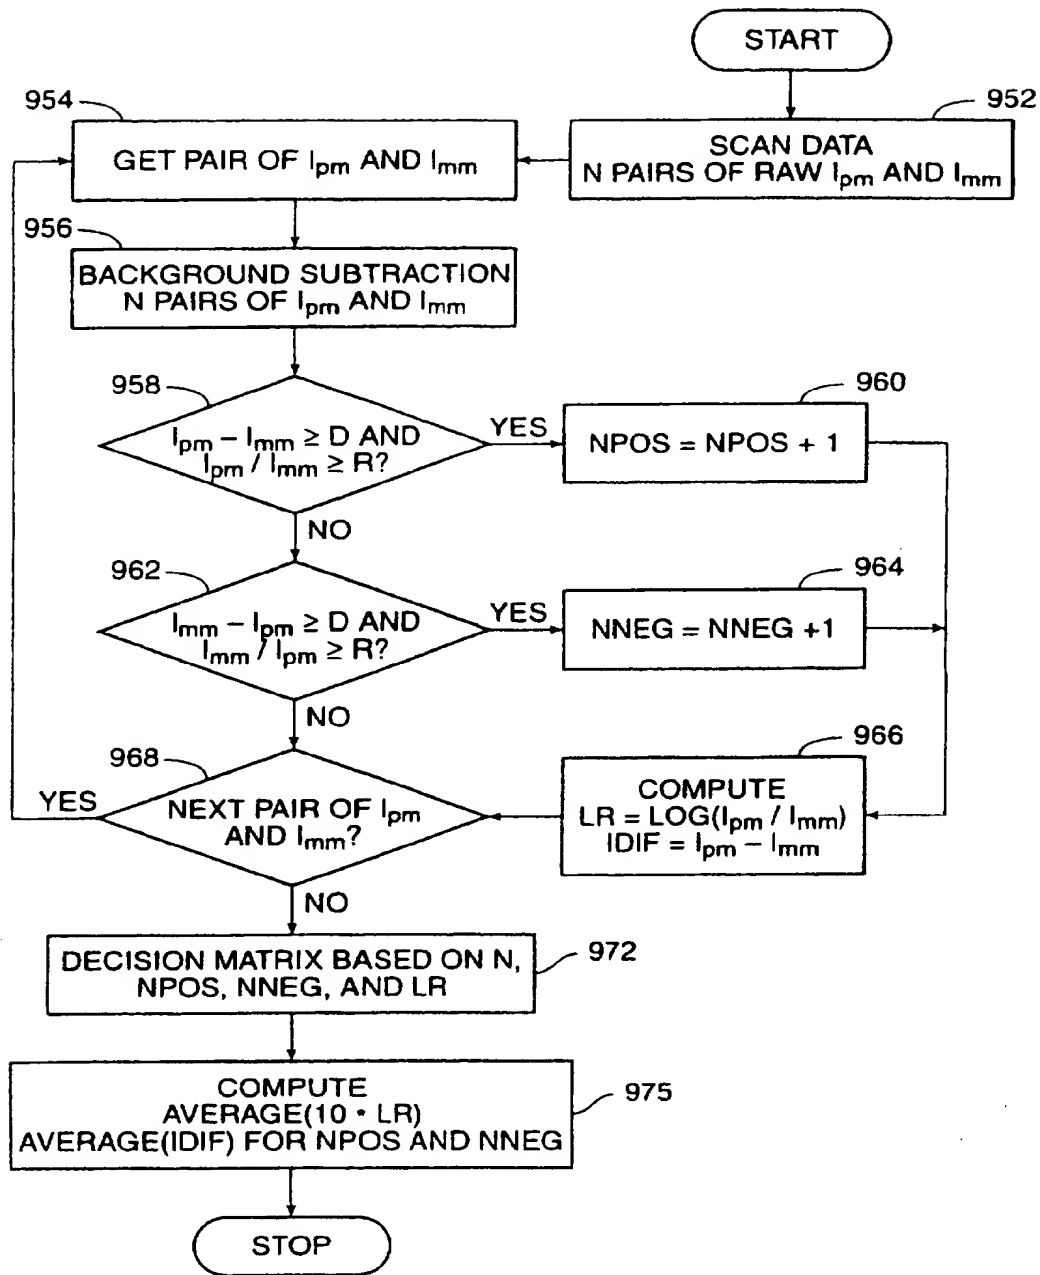 START
952
SCAN DATA
N PAIRS OF RAW Ipm AND Imm
954
GET PAIR OF Ipm AND Imm
956
BACKGROUND SUBTRACTION
N PAIRS OF Ipm AND Imm
958
Ipm – Imm ≥ D AND
Ipm / Imm ≥ R?
YES
960
NPOS = NPOS + 1
NO
962
Imm – Ipm ≥ D AND
Imm / Ipm ≥ R?
YES
964
NNEG = NNEG +1
NO
966
COMPUTE
LR = LOG(Ipm / Imm)
IDIF = Ipm – Imm
968
YES
NEXT PAIR OF Ipm
AND Imm?
NO
972
DECISION MATRIX BASED ON N,
NPOS, NNEG, AND LR
975
COMPUTE
AVERAGE(10 • LR)
AVERAGE(IDIF) FOR NPOS AND NNEG
STOP